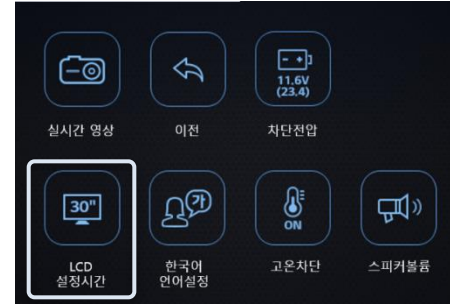 - +
11.6V
(23.4)
실시간 영상
이전
차단전압
30"
가
ON
LCD
설정시간
한국어
언어설정
고온차단
스피커볼륨